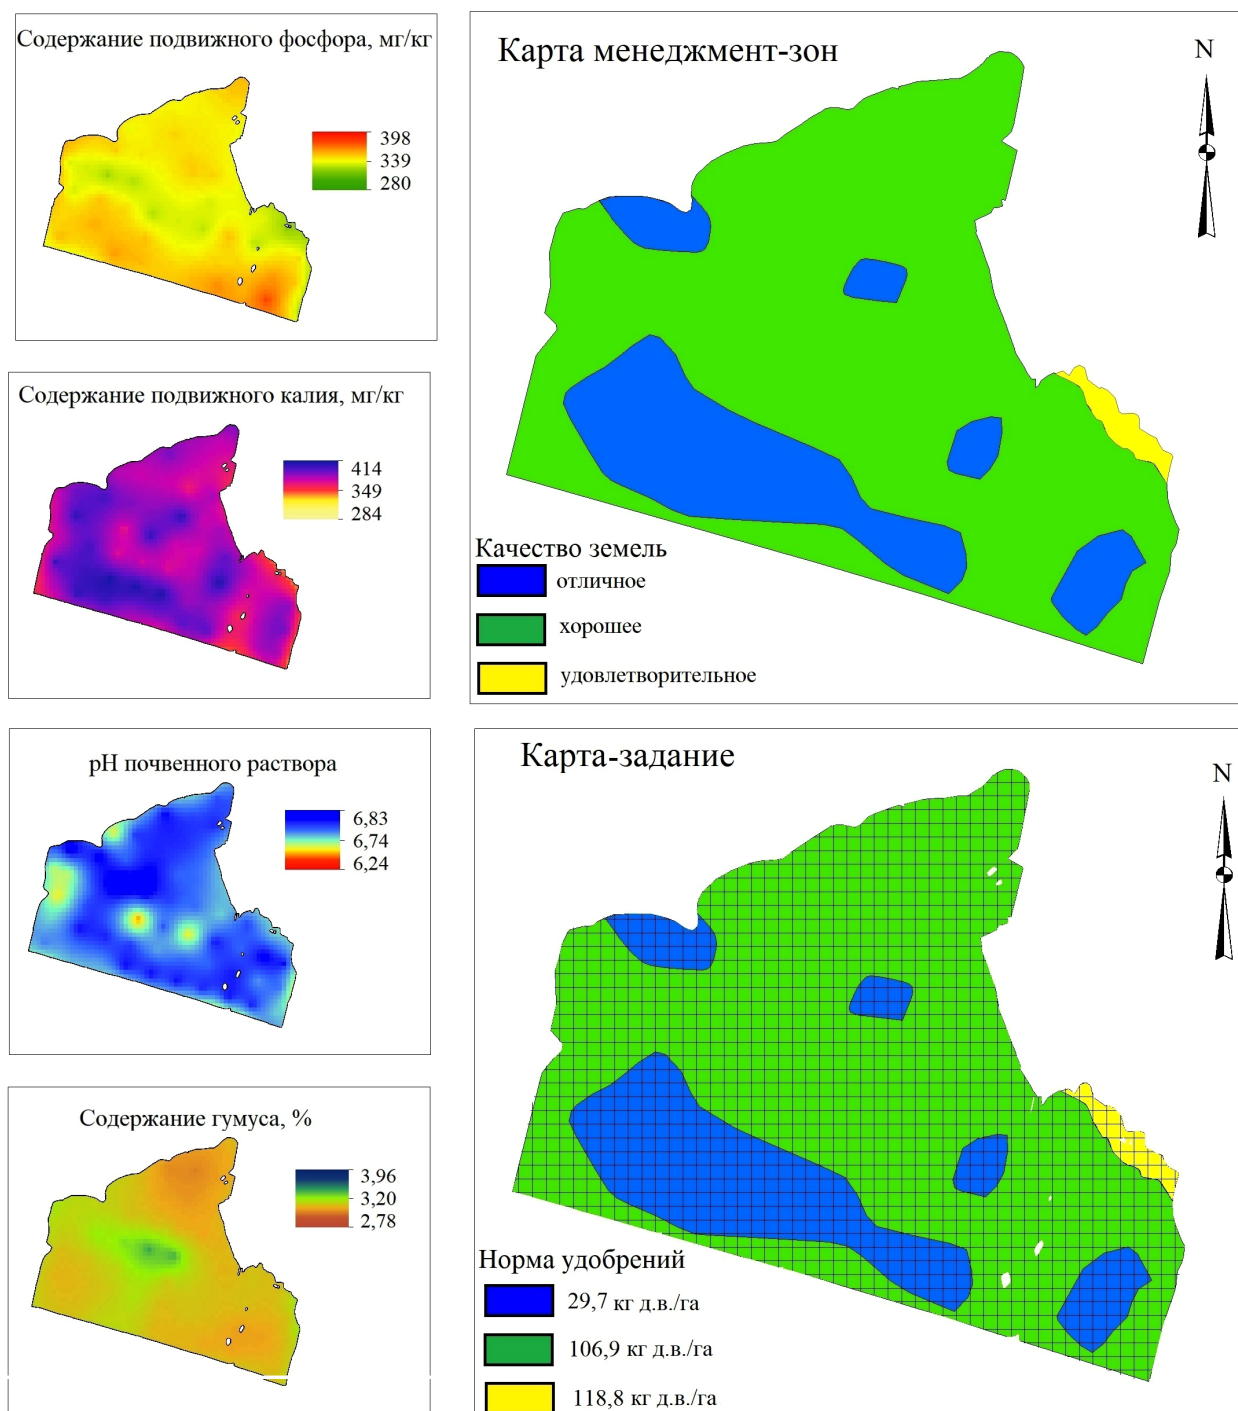 Содержание подвижного фосфора, мг/кг
398
339
280
Содержание подвижного калия, мг/кг
414
349
284
pH почвенного раствора
6,83
6,74
6,24
Содержание гумуса, %
3,96
3,20
2,78
Карта менеджмент-зон
N
Качество земель
отличное
хорошее
удовлетворительное
Карта-задание
N
Норма удобрений
29,7 кг д.в./га
106,9 кг д.в./га
118,8 кг д.в./га